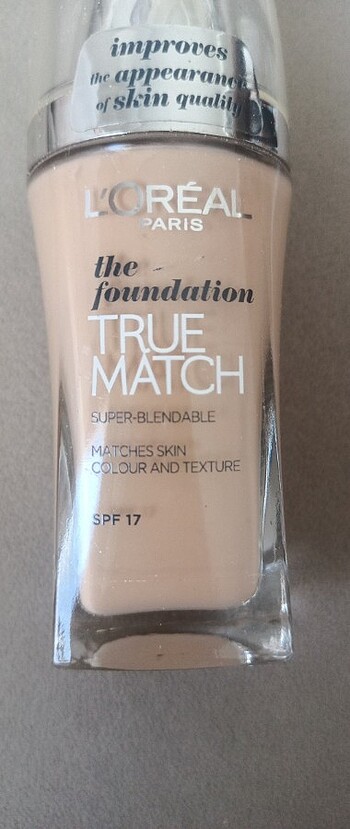 improves
the appearance
of skin quality
L'ORÉAL
PARIS
the
foundation
TRUE
MATCH
SUPER-BLENDABLE
MATCHES SKIN
COLOUR AND TEXTURE
SPF 17